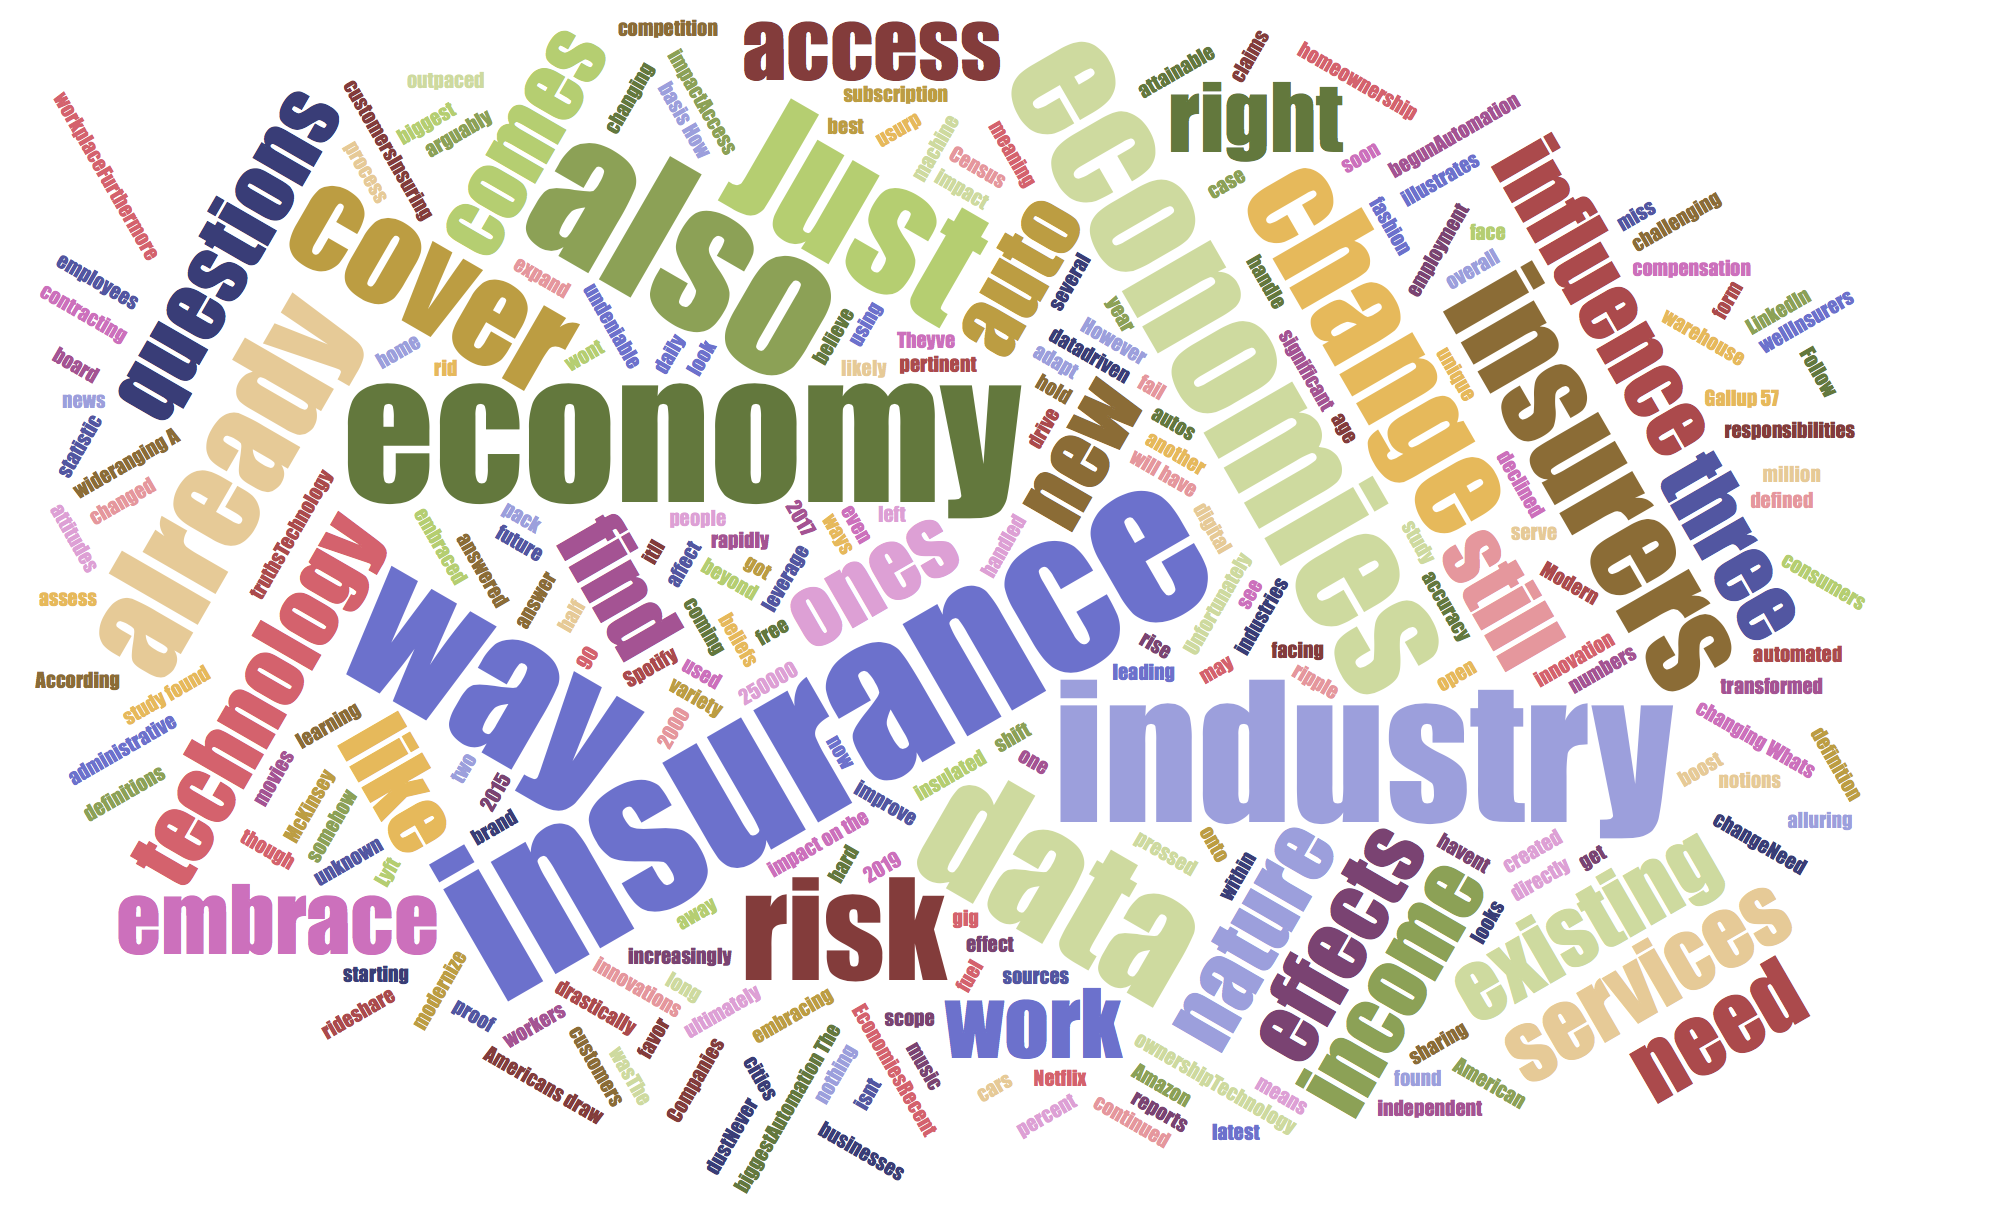 competition
access
outpaced
customersInsuring
workplaceFurthermore
comes
changing
impactAccess
basis How
subscription
best
usurp
economies
attainable
claims
homeownership
right
biggest
arguably
process
questions
cover
also
just
machine
Census
impact
meaning
case
soon
begunAutomation
illustrates
influence
change
fashion
employment
face
overall
miss
challenging
compensation
form
LinkedIn
wellInsurers
warehouse
Follow
employees
contracting
board
news
statistic
wideranging A
changed
attitudes
assess
According
already
home
rid
expand
undeniable
wont
daily
look
believe
using
Theyve
likely
pertinent
auto
several
year
However
datadriven
adapt
hold
fail
drive
autos
another
will have
new
handle
significant
age
unique
insurers
Gallup 57
responsibilities
million
defined
three
economy
truthsTechnology
technology
embraced
answered
pack
future
answer
half
find
itil
people
rapidly
affect
beyond
got
leverage
2017
ways
even
left
ones
handled
digital
Unfortunately
see
industries
study
accuracy
declined
serve
still
Modern
consumers
innovation
numbers
automated
transformed
way
90
Spotify
used
variety
2000
250000
coming
beliefs
free
insurance
rise
leading
may
facing
ripple
open
study found
administrative
definitions
learning
movies
McKinsey
somehow
though
unknown
Lyft
like
two
2015
brand
now
improve
insulated
shift
one
industry
changing Whats
boost
notions
definition
alluring
changeNeed
impact on the
hard
2019
data
pressed
onto
within
nature
effects
havent
created
directly
get
looks
income
existing
services
need
embrace
starting
rideshare
modernize
proof
workers
away
increasingly
innovations
long
drastically
favor
ultimately
embracing
risk
gig
effect
fuel
sources
scope
work
Americans draw
customers
wasThe
Companies
cities
dustNever
biggestAutomation The
nothing
isnt
businesses
EconomiesRecent
music
cars
Netflix
percent
continued
ownershipTechnology
Amazon
reports
means
latest
sharing
found
American
independent